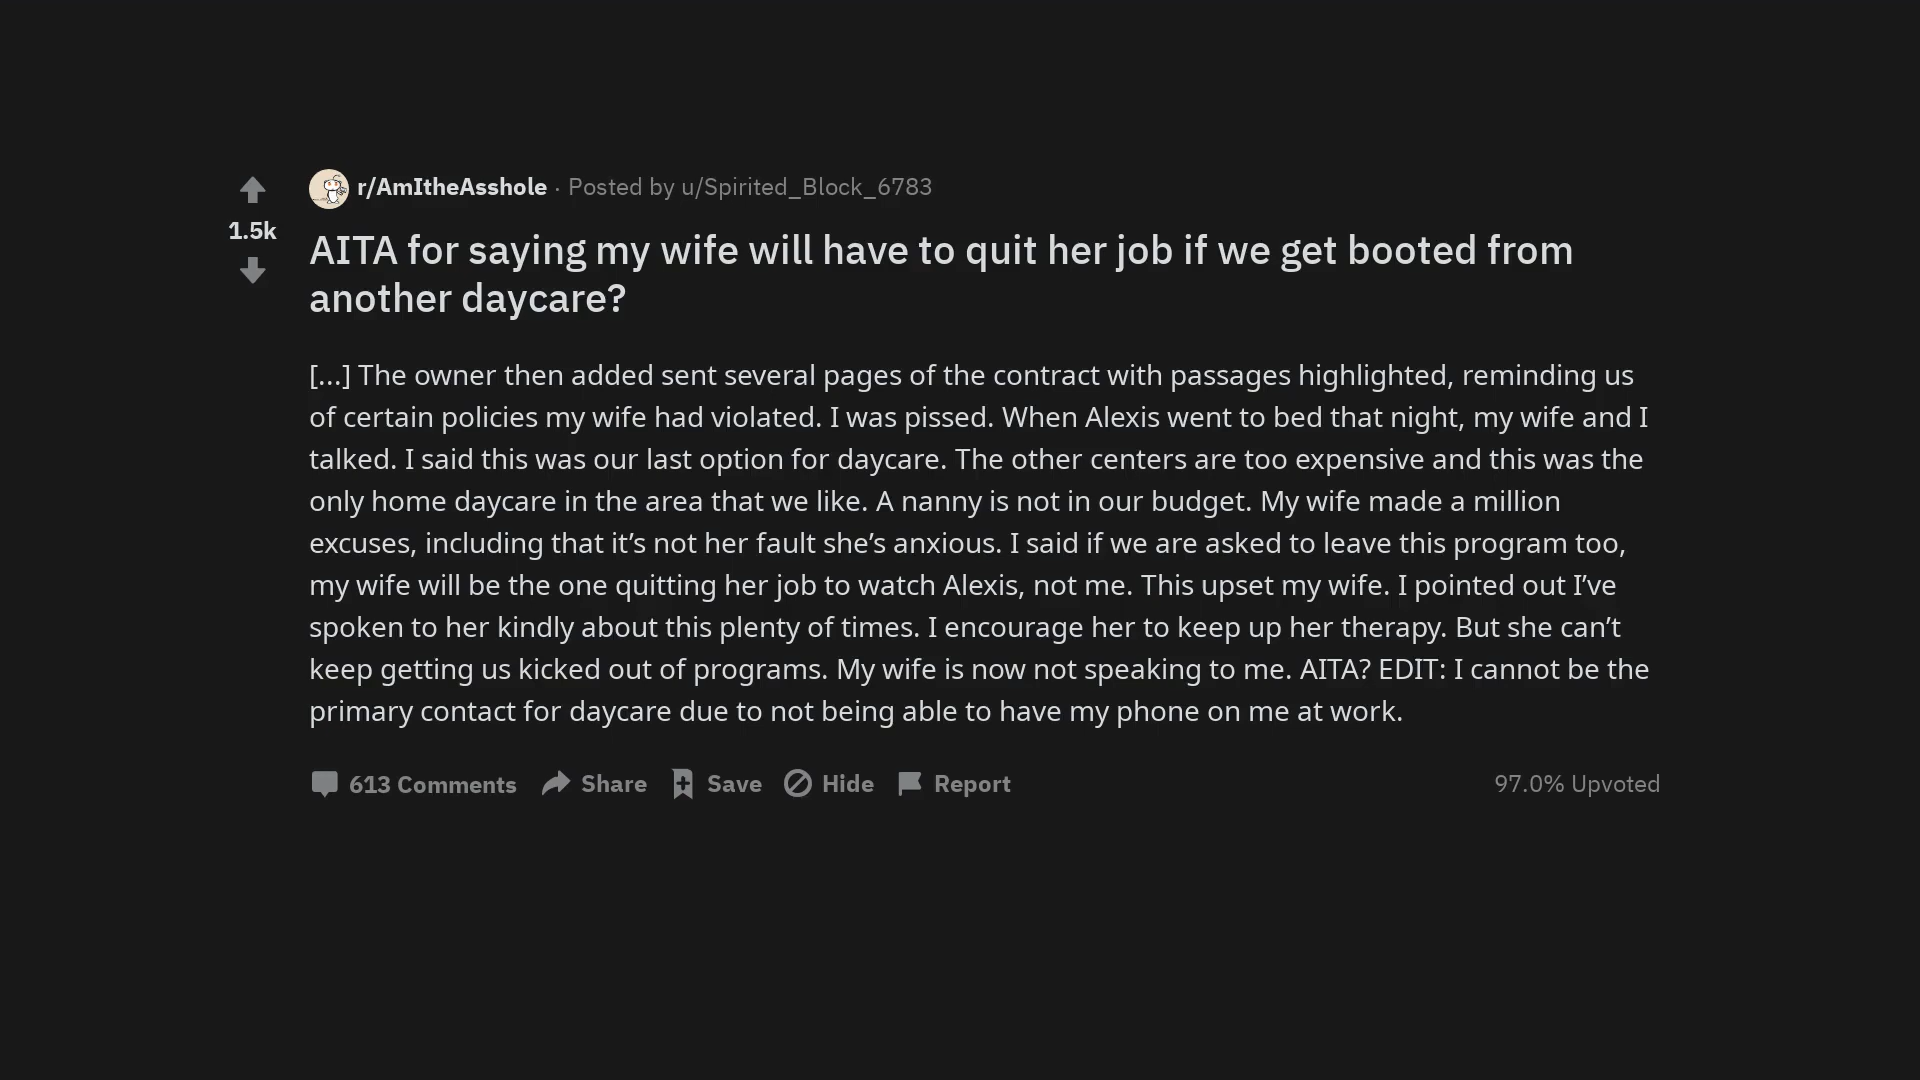 r/AmItheAsshole · Posted by u/Spirited_Block_6783
1.5k
AITA for saying my wife will have to quit her job if we get booted from
another daycare?
[...] The owner then added sent several pages of the contract with passages highlighted, reminding us
of certain policies my wife had violated. I was pissed. When Alexis went to bed that night, my wife and I
talked. I said this was our last option for daycare. The other centers are too expensive and this was the
only home daycare in the area that we like. A nanny is not in our budget. My wife made a million
excuses, including that it’s not her fault she’s anxious. I said if we are asked to leave this program too,
my wife will be the one quitting her job to watch Alexis, not me. This upset my wife. I pointed out I’ve
spoken to her kindly about this plenty of times. I encourage her to keep up her therapy. But she can’t
keep getting us kicked out of programs. My wife is now not speaking to me. AITA? EDIT: I cannot be the
primary contact for daycare due to not being able to have my phone on me at work.
613 Comments Share Save Hide Report 97.0% Upvoted